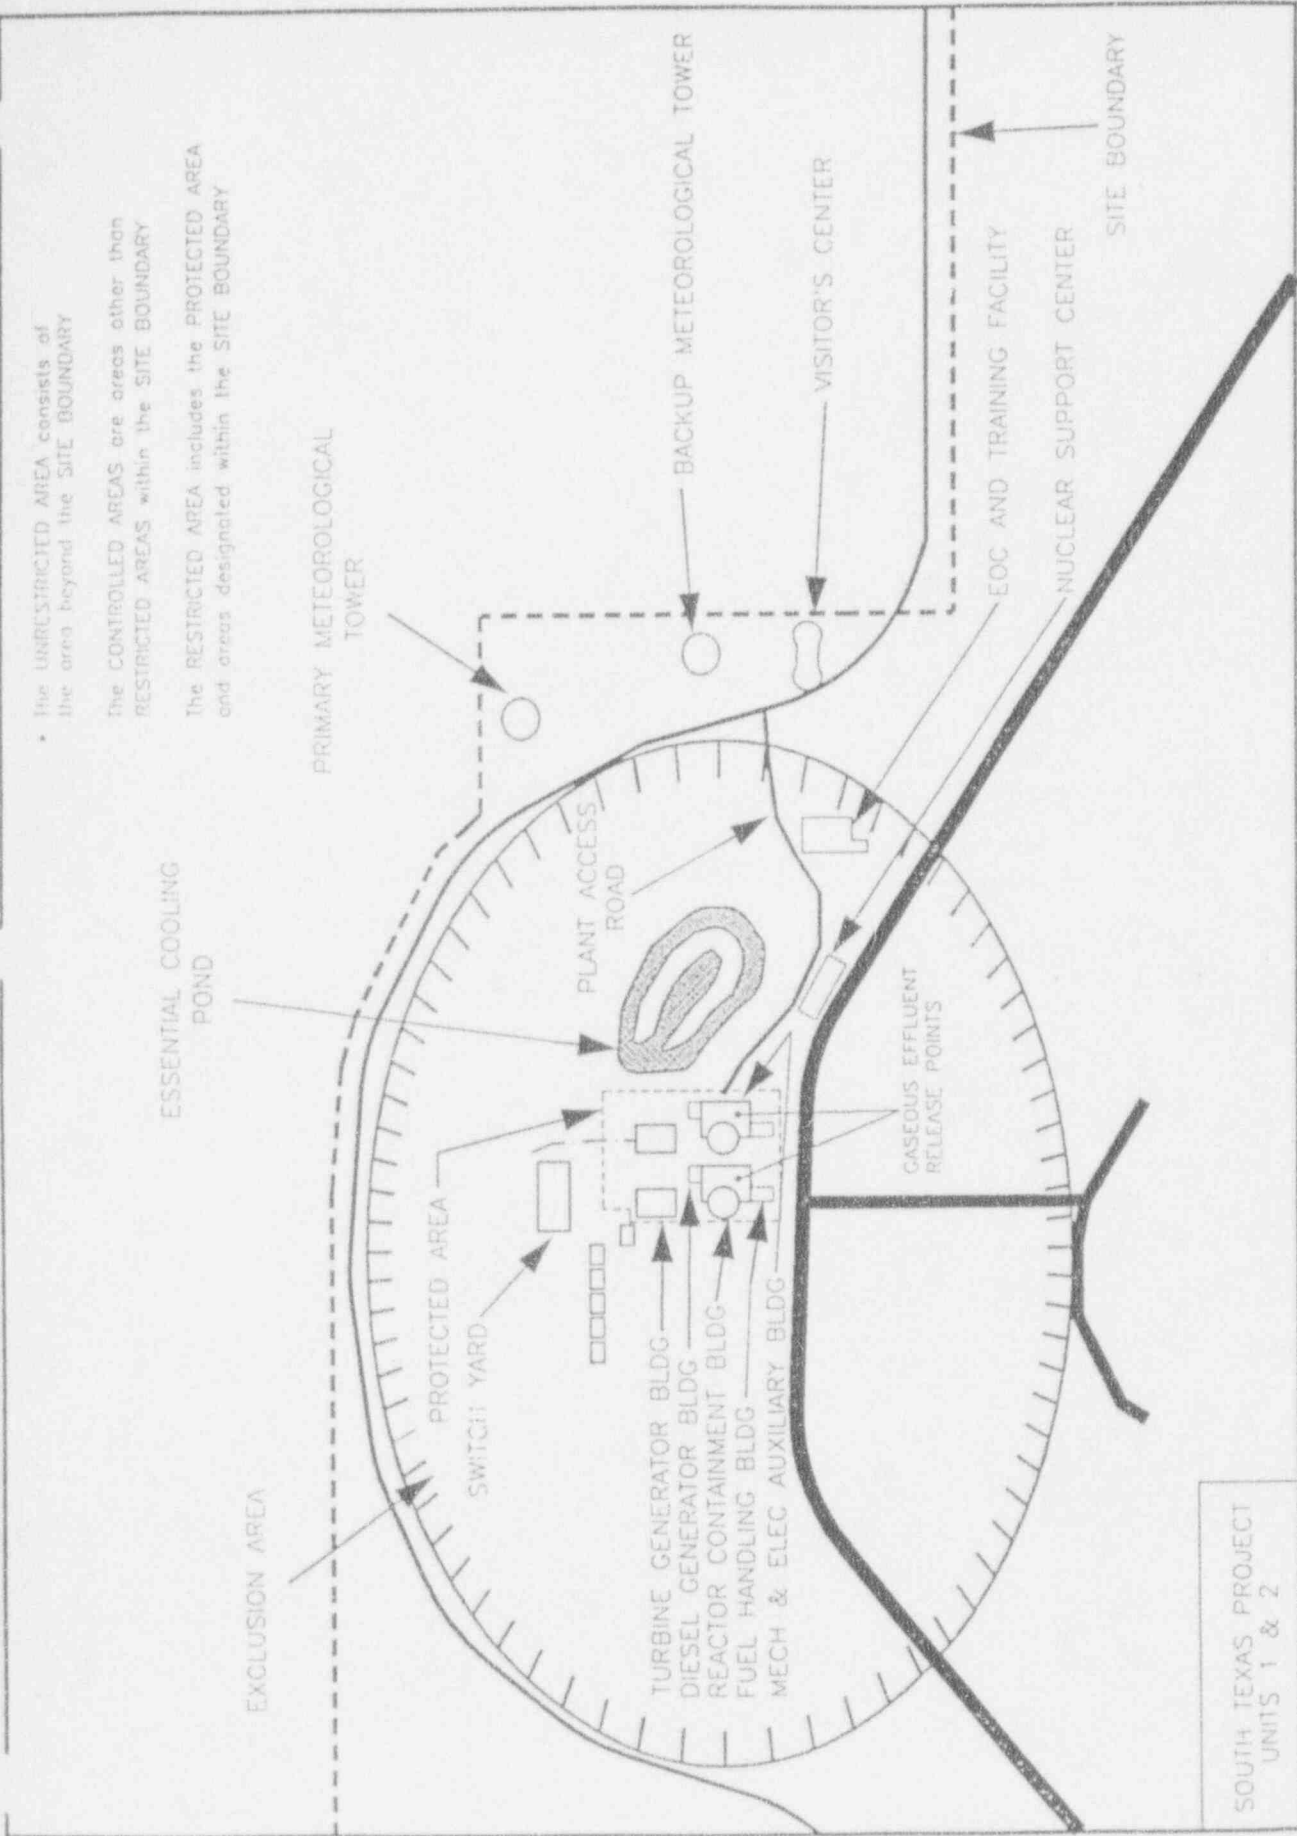 • The UNRESTRICTED AREA consists of
the area beyond the SITE BOUNDARY
The CONTROLLED AREAS are areas other than
RESTRICTED AREAS within the SITE BOUNDARY
The RESTRICTED AREA includes the PROTECTED AREA
and areas designated within the SITE BOUNDARY
PRIMARY METEOROLOGICAL
TOWER
ESSENTIAL COOLING
POND
EXCLUSION AREA
PROTECTED AREA
SWITCH YARD
PLANT ACCESS
ROAD
BACKUP METEOROLOGICAL TOWER
VISITOR'S CENTER
TURBINE GENERATOR BLDG
DIESEL GENERATOR BLDG
REACTOR CONTAINMENT BLDG
FUEL HANDLING BLDG
MECH & ELEC AUXILIARY BLDG
GASEOUS EFFLUENT
RELEASE POINTS
EOC AND TRAINING FACILITY
NUCLEAR SUPPORT CENTER
SITE BOUNDARY
SOUTH TEXAS PROJECT
UNITS 1 & 2